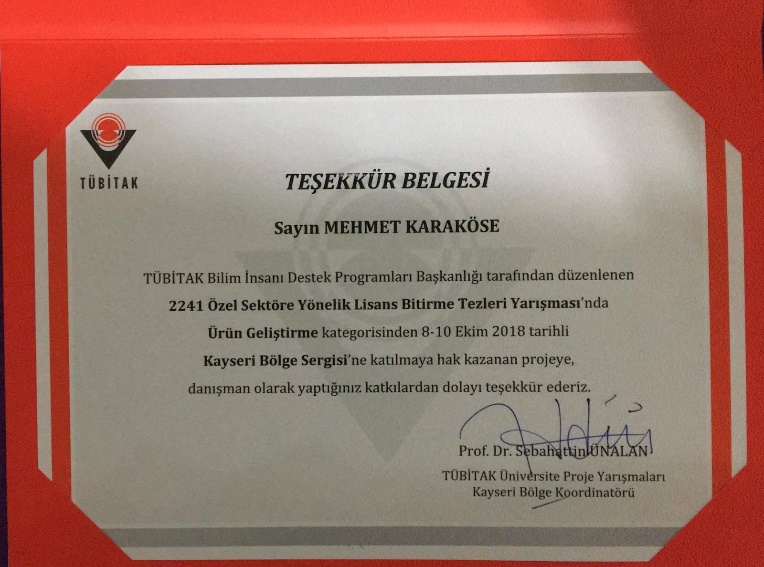 TÜBİTAK
TEŞEKKÜR BELGESİ
Sayın MEHMET KARAKÖSE
TÜBİTAK Bilim İnsanı Destek Programları Başkanlığı tarafından düzenlenen
2241 Özel Sektöre Yönelik Lisans Bitirme Tezleri Yarışması'nda
Ürün Geliştirme kategorisinden 8-10 Ekim 2018 tarihli
Kayseri Bölge Sergisi'ne katılmaya hak kazanan projeye,
danışman olarak yaptığınız katkılardan dolayı teşekkür ederiz.
Prof. Dr. Sebahattin ÜNALAN
TÜBİTAK Üniversite Proje Yarışmaları
Kayseri Bölge Koordinatörü